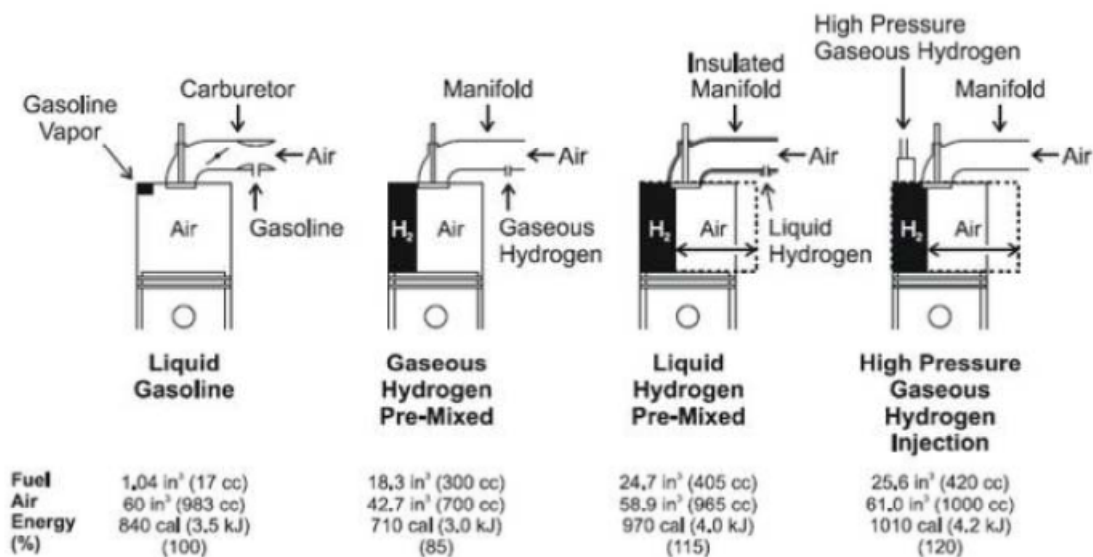 High Pressure
Gaseous Hydrogen
Gasoline
Vapor
Carburetor
Manifold
Insulated
Manifold
Manifold
Air
Air
Air
Air
Air
Gasoline
H₂
Air
Gaseous
Hydrogen
H₂
Air
Liquid
Hydrogen
H₂
Air
Liquid
Gasoline
Gaseous
Hydrogen
Pre-Mixed
Liquid
Hydrogen
Pre-Mixed
High Pressure
Gaseous
Hydrogen
Injection
Fuel 1.04 in³ (17 cc) 18.3 in³ (300 cc) 24.7 in³ (405 cc) 25.6 in³ (420 cc)
Air 60 in³ (983 cc) 42.7 in³ (700 cc) 58.9 in³ (965 cc) 61.0 in³ (1000 cc)
Energy 840 cal (3.5 kJ) 710 cal (3.0 kJ) 970 cal (4.0 kJ) 1010 cal (4.2 kJ)
(%) (100) (85) (115) (120)